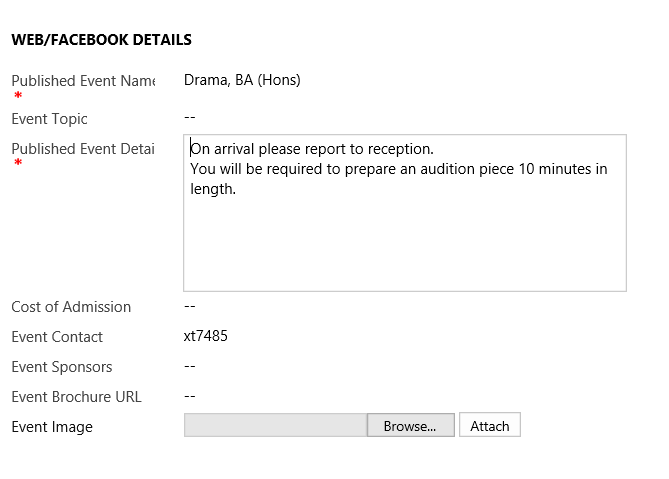 WEB/FACEBOOK DETAILS
Published Event Name Drama, BA (Hons)
*
Event Topic --
Published Event Detai On arrival please report to reception.
* You will be required to prepare an audition piece 10 minutes in
length.
Cost of Admission --
Event Contact xt7485
Event Sponsors --
Event Brochure URL --
Event Image Browse... Attach